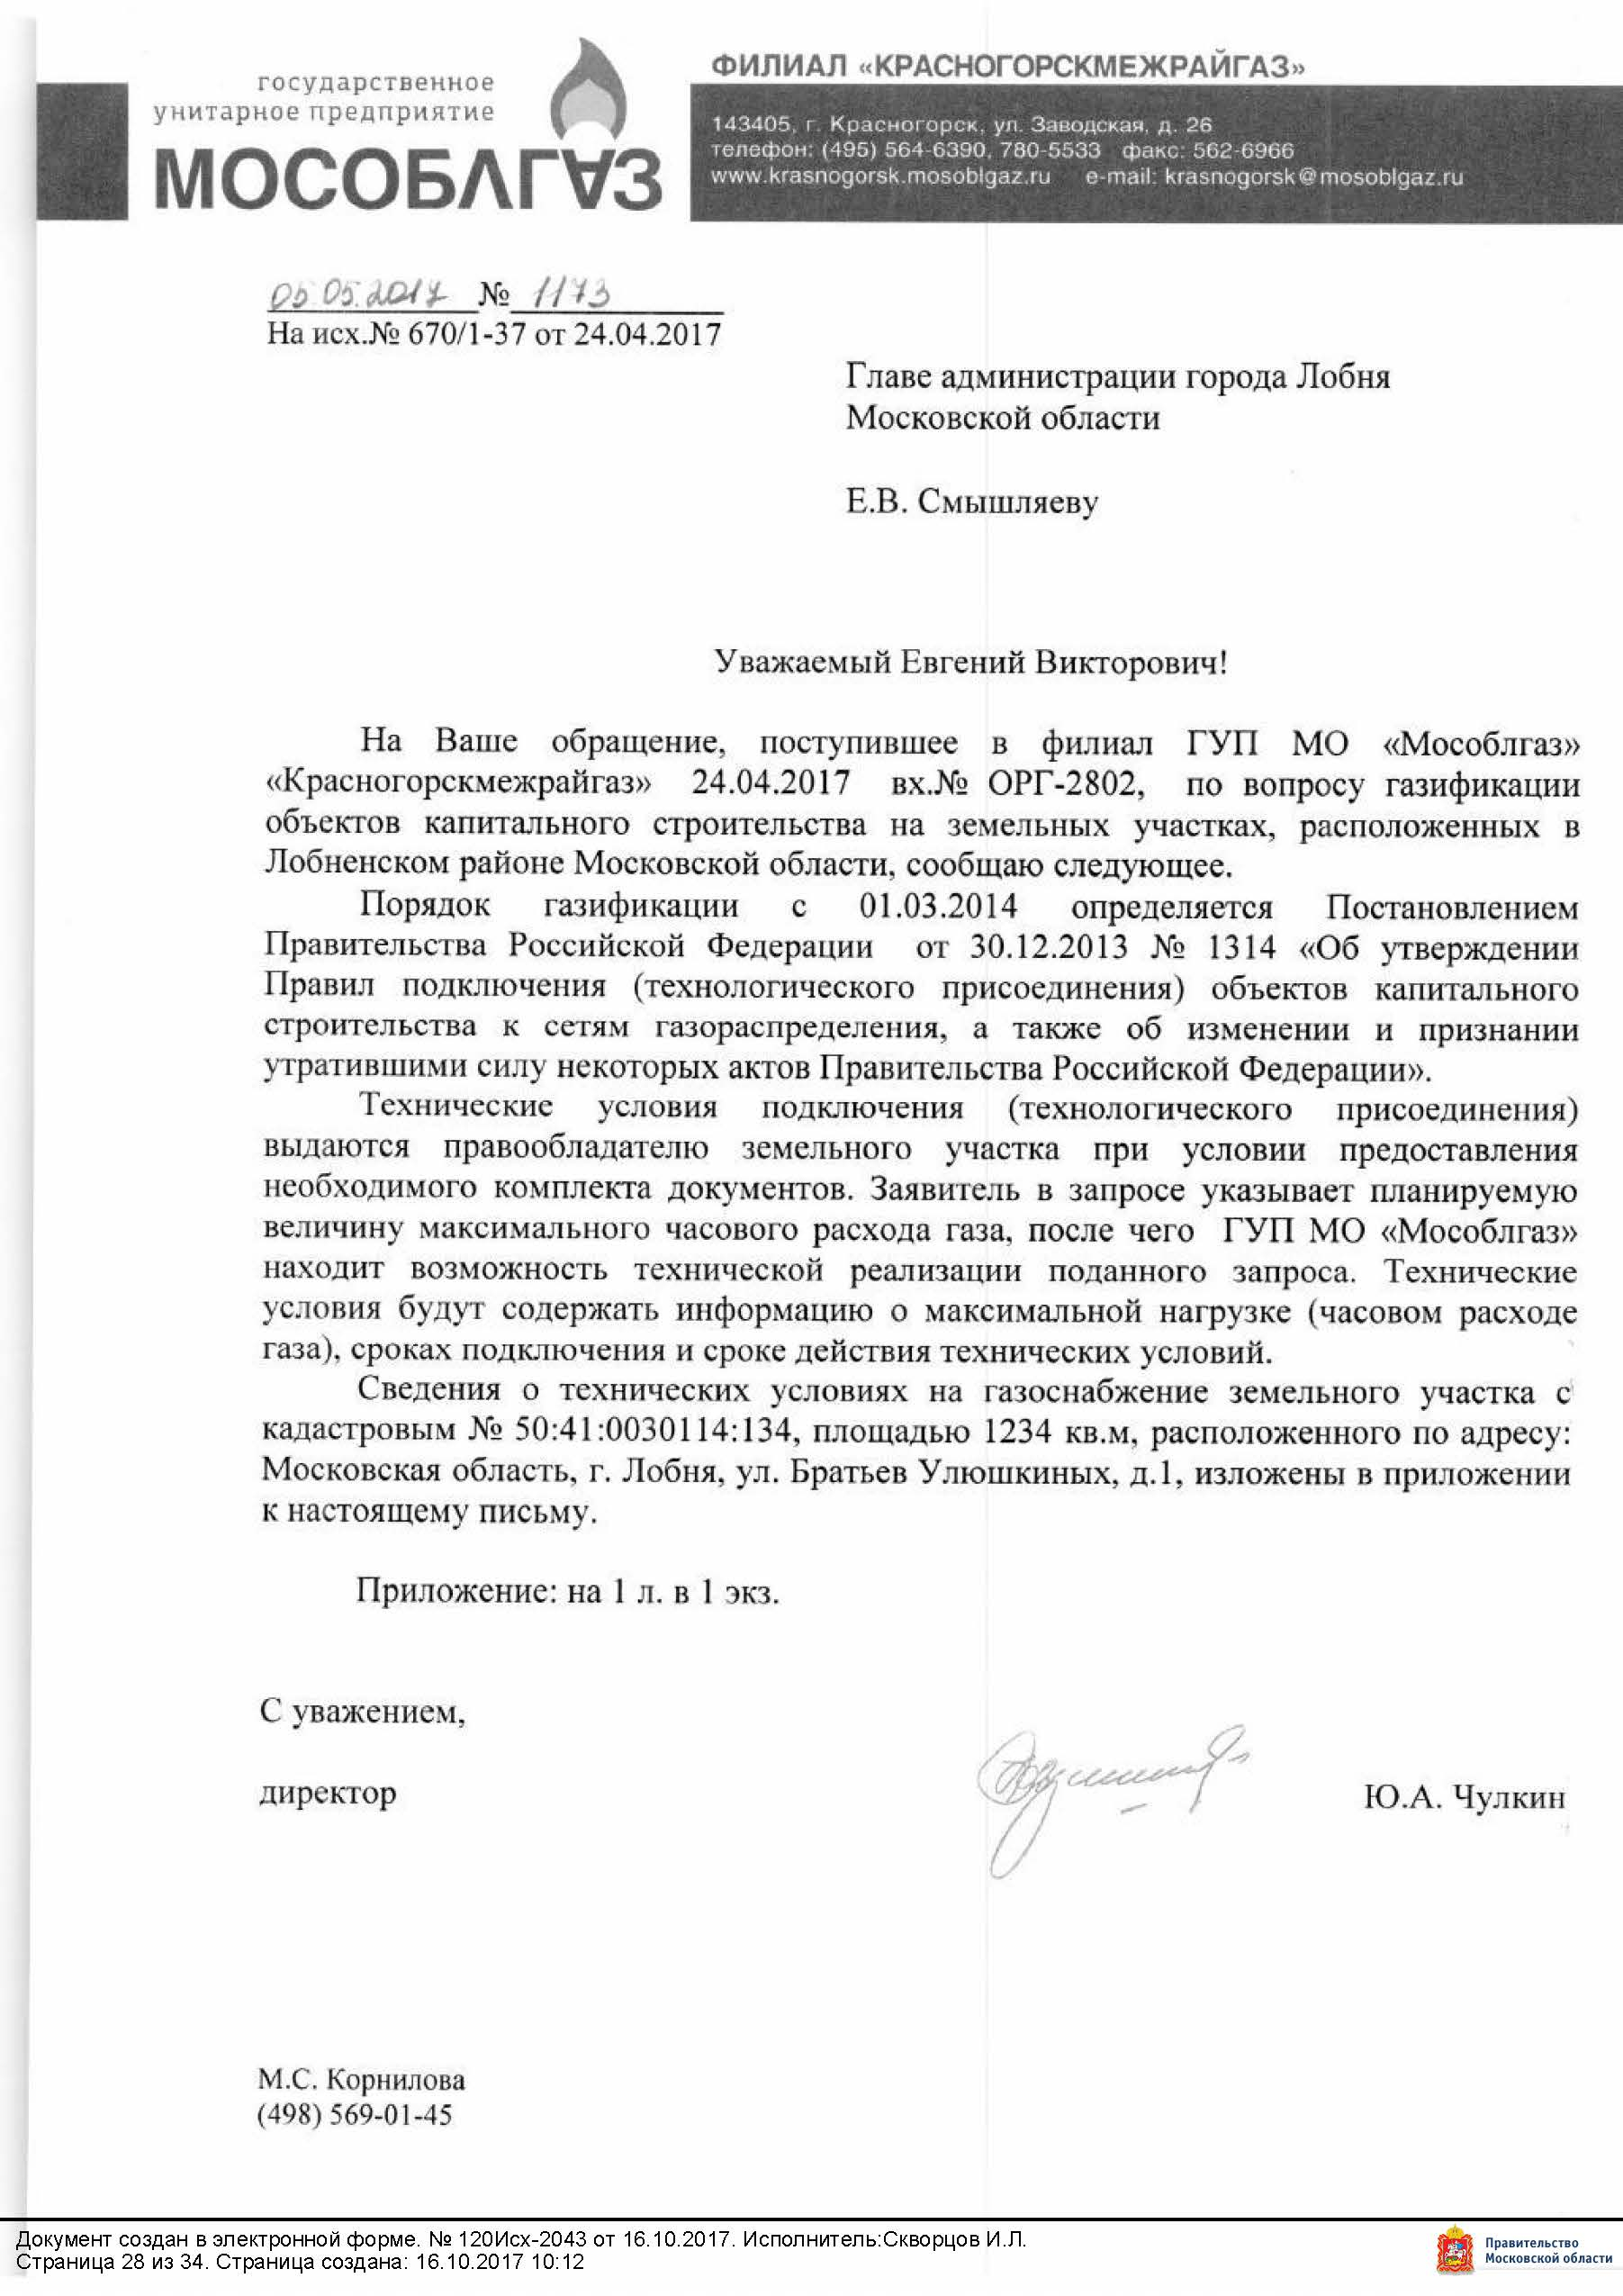 государственное
унитарное предприятие
МОСОБЛГАЗ
ФИЛИАЛ «КРАСНОГОРСКМЕЖРАЙГАЗ»
143405, г. Красногорск, ул. Заводская, д. 26
телефон: (495) 564-6390, 780-5533 факс: 562-6966
www.krasnogorsk.mosoblgaz.ru e-mail: krasnogorsk@mosoblgaz.ru
05.05.2017 № 1173
На исх.№ 670/1-37 от 24.04.2017
Главе администрации города Лобня
Московской области
Е.В. Смышляеву
Уважаемый Евгений Викторович!
На Ваше обращение, поступившее в филиал ГУП МО «Мособлгаз»
«Красногорскмежрайгаз» 24.04.2017 вх.№ ОРГ-2802, по вопросу газификации
объектов капитального строительства на земельных участках, расположенных в
Лобненском районе Московской области, сообщаю следующее.
Порядок газификации с 01.03.2014 определяется Постановлением
Правительства Российской Федерации от 30.12.2013 № 1314 «Об утверждении
Правил подключения (технологического присоединения) объектов капитального
строительства к сетям газораспределения, а также об изменении и признании
утратившими силу некоторых актов Правительства Российской Федерации».
Технические условия подключения (технологического присоединения)
выдаются правообладателю земельного участка при условии предоставления
необходимого комплекта документов. Заявитель в запросе указывает планируемую
величину максимального часового расхода газа, после чего ГУП МО «Мособлгаз»
находит возможность технической реализации поданного запроса. Технические
условия будут содержать информацию о максимальной нагрузке (часовом расходе
газа), сроках подключения и сроке действия технических условий.
Сведения о технических условиях на газоснабжение земельного участка с
кадастровым № 50:41:0030114:134, площадью 1234 кв.м, расположенного по адресу:
Московская область, г. Лобня, ул. Братьев Улюшкиных, д.1, изложены в приложении
к настоящему письму.
Приложение: на 1 л. в 1 экз.
С уважением,
директор
Ю.А. Чулкин
М.С. Корнилова
(498) 569-01-45
Документ создан в электронной форме. № 120Исх-2043 от 16.10.2017. Исполнитель:Скворцов И.Л.
Страница 28 из 34. Страница создана: 16.10.2017 10:12
Правительство
Московской области